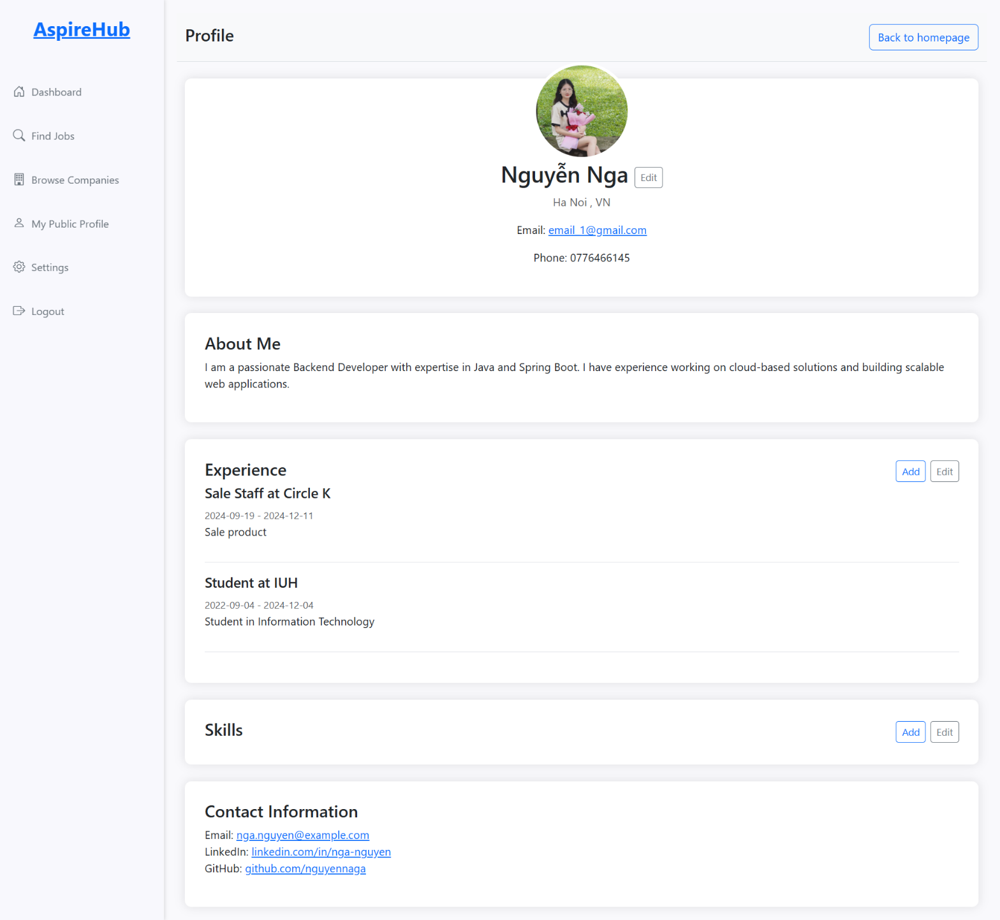 AspireHub
Dashboard
Find Jobs
Browse Companies
My Public Profile
Settings
Logout
Profile
Back to homepage
Nguyễn Nga Edit
Ha Noi , VN
Email: email_1@gmail.com
Phone: 0776466145
About Me
I am a passionate Backend Developer with expertise in Java and Spring Boot. I have experience working on cloud-based solutions and building scalable
web applications.
Experience
Add Edit
Sale Staff at Circle K
2024-09-19 - 2024-12-11
Sale product
Student at IUH
2022-09-04 - 2024-12-04
Student in Information Technology
Skills
Add Edit
Contact Information
Email: nga.nguyen@example.com
LinkedIn: linkedin.com/in/nga-nguyen
GitHub: github.com/nguyennaga